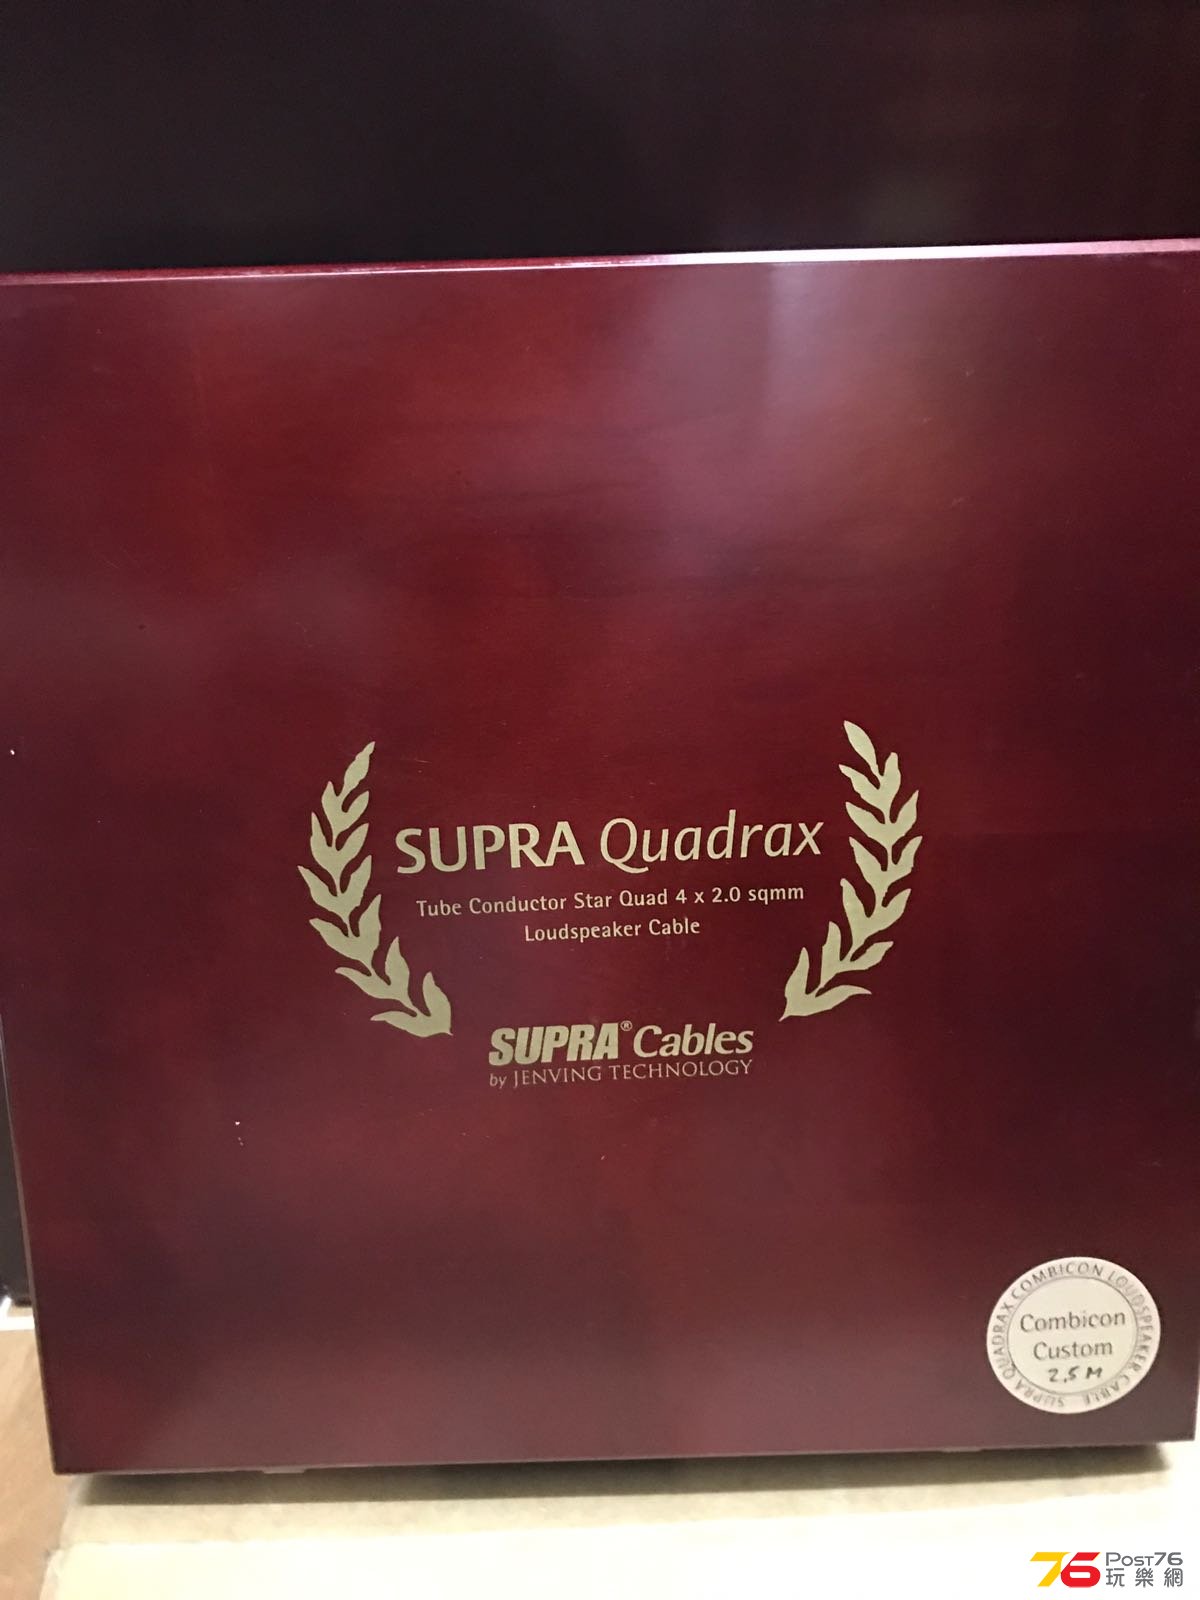 SUPRA Quadrax
Tube Conductor Star Quad 4 x 2.0 sqmm
Loudspeaker Cable
SUPRA® Cables
by JENVING TECHNOLOGY
SUPRA QUADRAX COMBICON LOUDSPEAKER CABLE
Combicon
Custom
2,5 M
76 POST76
玩樂網